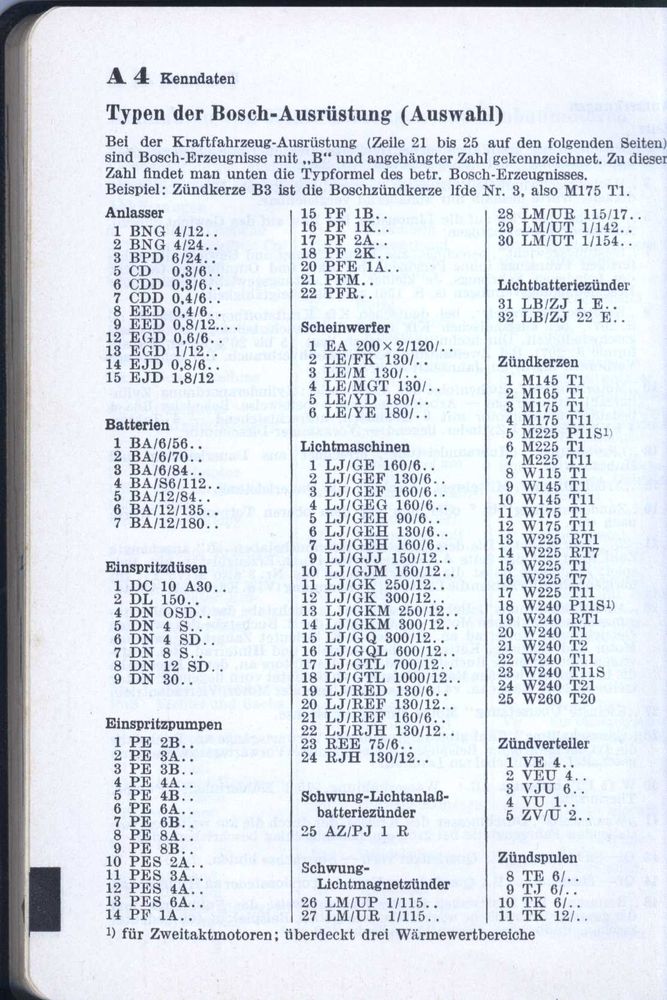 A 4 Kenndaten
Typen der Bosch-Ausrüstung (Auswahl)
Bei der Kraftfahrzeug-Ausrüstung (Zeile 21 bis 25 auf den folgenden Seiten)
sind Bosch-Erzeugnisse mit „B“ und angehängter Zahl gekennzeichnet. Zu dieser
Zahl findet man unten die Typformel des betr. Bosch-Erzeugnisses.
Beispiel: Zündkerze B3 ist die Boschzündkerze lfde Nr. 3, also M175 T1.
Anlasser
1 BNG 4/12..
2 BNG 4/24..
3 BPD 6/24..
5 CD 0,3/6..
6 CDD 0,3/6..
7 CDD 0,4/6..
8 EED 0,4/6..
9 EED 0,8/12....
12 EGD 0,6/6..
13 EGD 1/12..
14 EJD 0,8/6..
15 EJD 1,8/12
Batterien
1 BA/6/56..
2 BA/6/70..
3 BA/6/84..
4 BA/S6/112..
5 BA/12/84..
6 BA/12/135..
7 BA/12/180..
Einspritzdüsen
1 DC 10 A30..
2 DL 150..
4 DN OSD..
5 DN 4 S..
6 DN 4 SD..
7 DN 8 S..
8 DN 12 SD..
9 DN 30..
Einspritzpumpen
1 PE 2B..
2 PE 3A..
3 PE 3B..
4 PE 4A..
5 PE 4B..
6 PE 6A..
7 PE 6B..
8 PE 8A..
9 PE 8B..
10 PES 2A..
11 PES 3A..
12 PES 4A..
13 PES 6A..
14 PF 1A..
15 PF 1B..
16 PF 1K..
17 PF 2A..
18 PF 2K..
20 PFE 1A..
21 PFM..
22 PFR..
Scheinwerfer
1 EA 200×2/120/..
2 LE/FK 130/..
3 LE/M 130/..
4 LE/MGT 130/..
5 LE/YD 180/..
6 LE/YE 180/..
Lichtmaschinen
1 LJ/GE 160/6..
2 LJ/GEF 130/6..
3 LJ/GEF 160/6..
4 LJ/GEG 160/6..
5 LJ/GEH 90/6..
6 LJ/GEH 130/6..
7 LJ/GEH 160/6..
9 LJ/GJJ 150/12..
10 LJ/GJM 160/12..
11 LJ/GK 250/12..
12 LJ/GK 300/12..
13 LJ/GKM 250/12..
14 LJ/GKM 300/12..
15 LJ/GQ 300/12..
16 LJ/GQL 600/12..
17 LJ/GTL 700/12..
18 LJ/GTL 1000/12..
19 LJ/RED 130/6..
20 LJ/REF 130/12..
21 LJ/REF 160/6..
22 LJ/RJH 130/12..
23 REE 75/6..
24 RJH 130/12..
Schwung-Lichtanlaß-
batteriezünder
25 AZ/PJ 1 R
Schwung-
Lichtmagnetzünder
26 LM/UP 1/115..
27 LM/UR 1/115..
28 LM/UR 115/17..
29 LM/UT 1/142..
30 LM/UT 1/154..
Lichtbatteriezünder
31 LB/ZJ 1 E..
32 LB/ZJ 22 E..
Zündkerzen
1 M145 T1
2 M165 T1
3 M175 T1
4 M175 T11
5 M225 P11S¹)
6 M225 T1
7 M225 T11
8 W115 T1
9 W145 T1
10 W145 T11
11 W175 T1
12 W175 T11
13 W225 RT1
14 W225 RT7
15 W225 T1
16 W225 T7
17 W225 T11
18 W240 P11S¹)
19 W240 RT1
20 W240 T1
21 W240 T2
22 W240 T11
23 W240 T11S
24 W240 T21
25 W260 T20
Zündverteiler
1 VE 4..
2 VEU 4..
3 VJU 6..
4 VU 1..
5 ZV/U 2..
Zündspulen
8 TE 6/..
9 TJ 6/..
10 TK 6/..
11 TK 12/..
¹) für Zweitaktmotoren; überdeckt drei Wärmewertbereiche